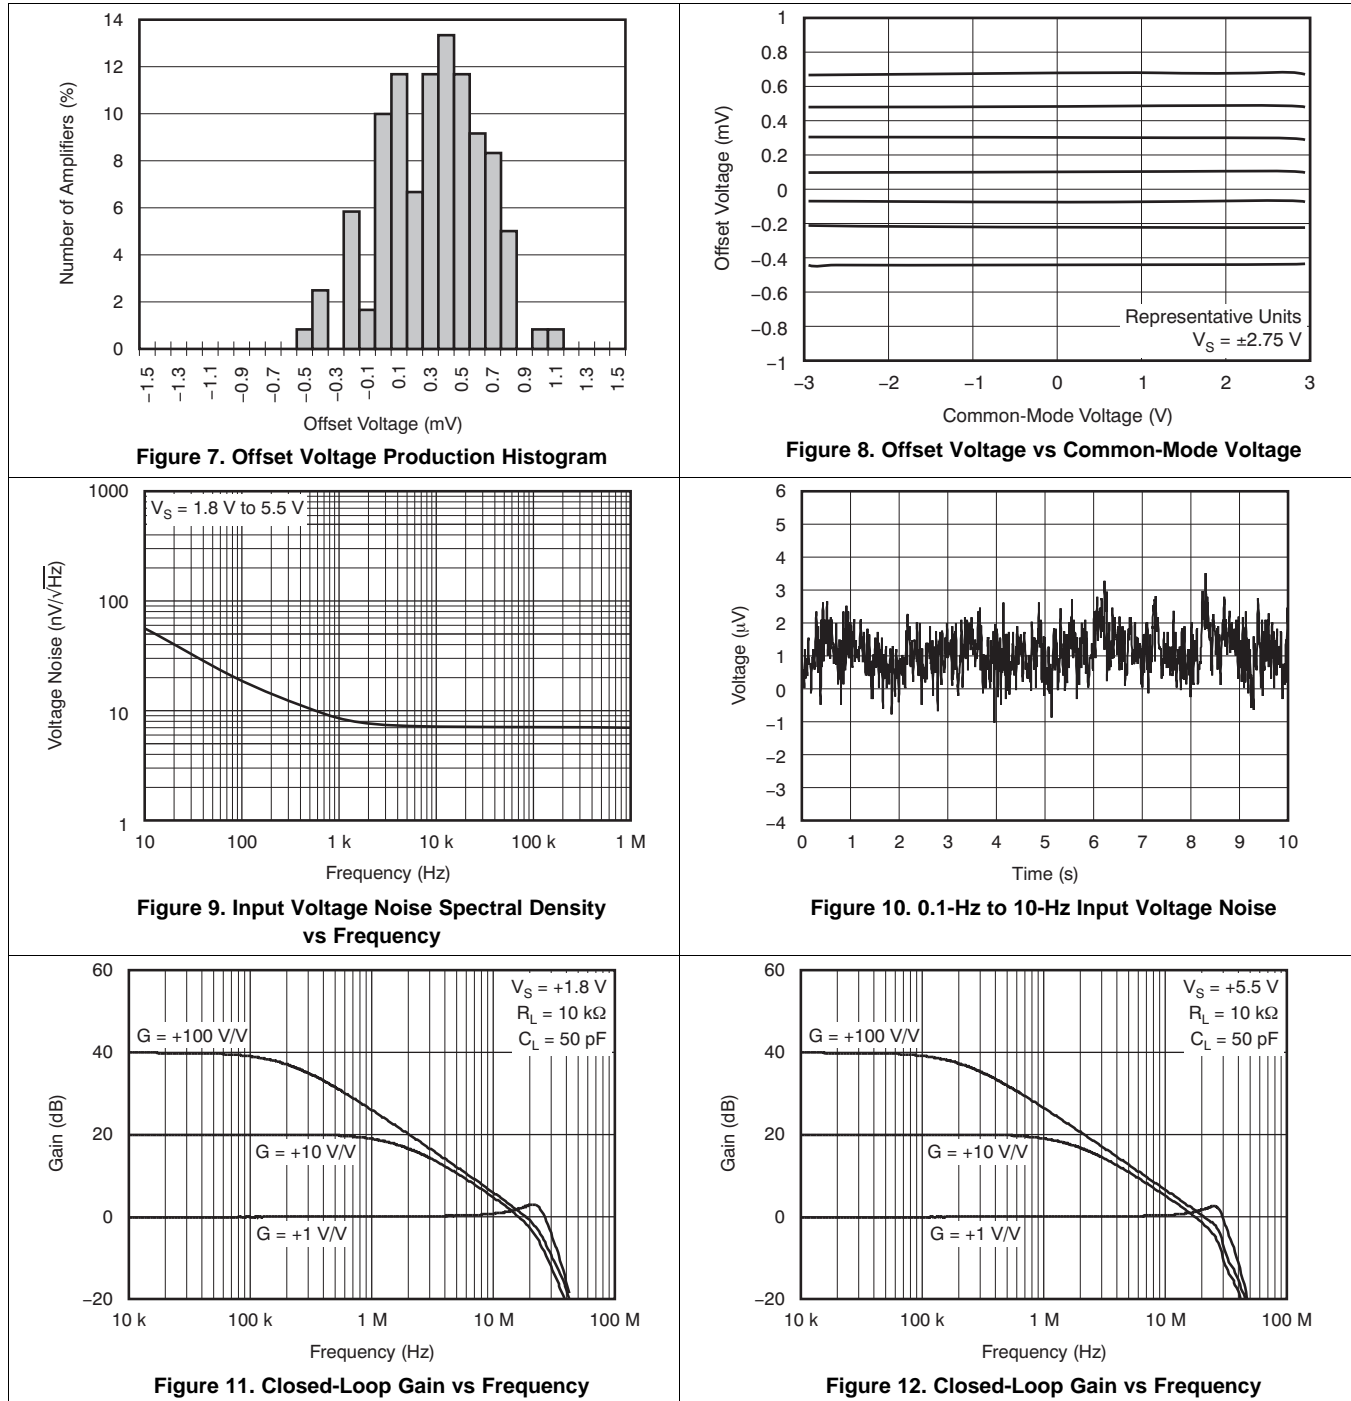 14
12
10
8
6
4
2
0
Number of Amplifiers (%)
−1.5
−1.3
−1.1
−0.9
−0.7
−0.5
−0.3
−0.1
0.1
0.3
0.5
0.7
0.9
1.1
1.3
1.5
Offset Voltage (mV)
Figure 7. Offset Voltage Production Histogram
1
0.8
0.6
0.4
0.2
0
−0.2
−0.4
−0.6
−0.8
−1
Offset Voltage (mV)
Representative Units
V_S = ±2.75 V
−3 −2 −1 0 1 2 3
Common-Mode Voltage (V)
Figure 8. Offset Voltage vs Common-Mode Voltage
1000
100
10
1
Voltage Noise (nV/√Hz)
V_S = 1.8 V to 5.5 V
10 100 1 k 10 k 100 k 1 M
Frequency (Hz)
Figure 9. Input Voltage Noise Spectral Density
vs Frequency
6
5
4
3
2
1
0
−1
−2
−3
−4
Voltage (μV)
0 1 2 3 4 5 6 7 8 9 10
Time (s)
Figure 10. 0.1-Hz to 10-Hz Input Voltage Noise
60
40
20
0
−20
Gain (dB)
V_S = +1.8 V
R_L = 10 kΩ
C_L = 50 pF
G = +100 V/V
G = +10 V/V
G = +1 V/V
10 k 100 k 1 M 10 M 100 M
Frequency (Hz)
Figure 11. Closed-Loop Gain vs Frequency
60
40
20
0
−20
Gain (dB)
V_S = +5.5 V
R_L = 10 kΩ
C_L = 50 pF
G = +100 V/V
G = +10 V/V
G = +1 V/V
10 k 100 k 1 M 10 M 100 M
Frequency (Hz)
Figure 12. Closed-Loop Gain vs Frequency